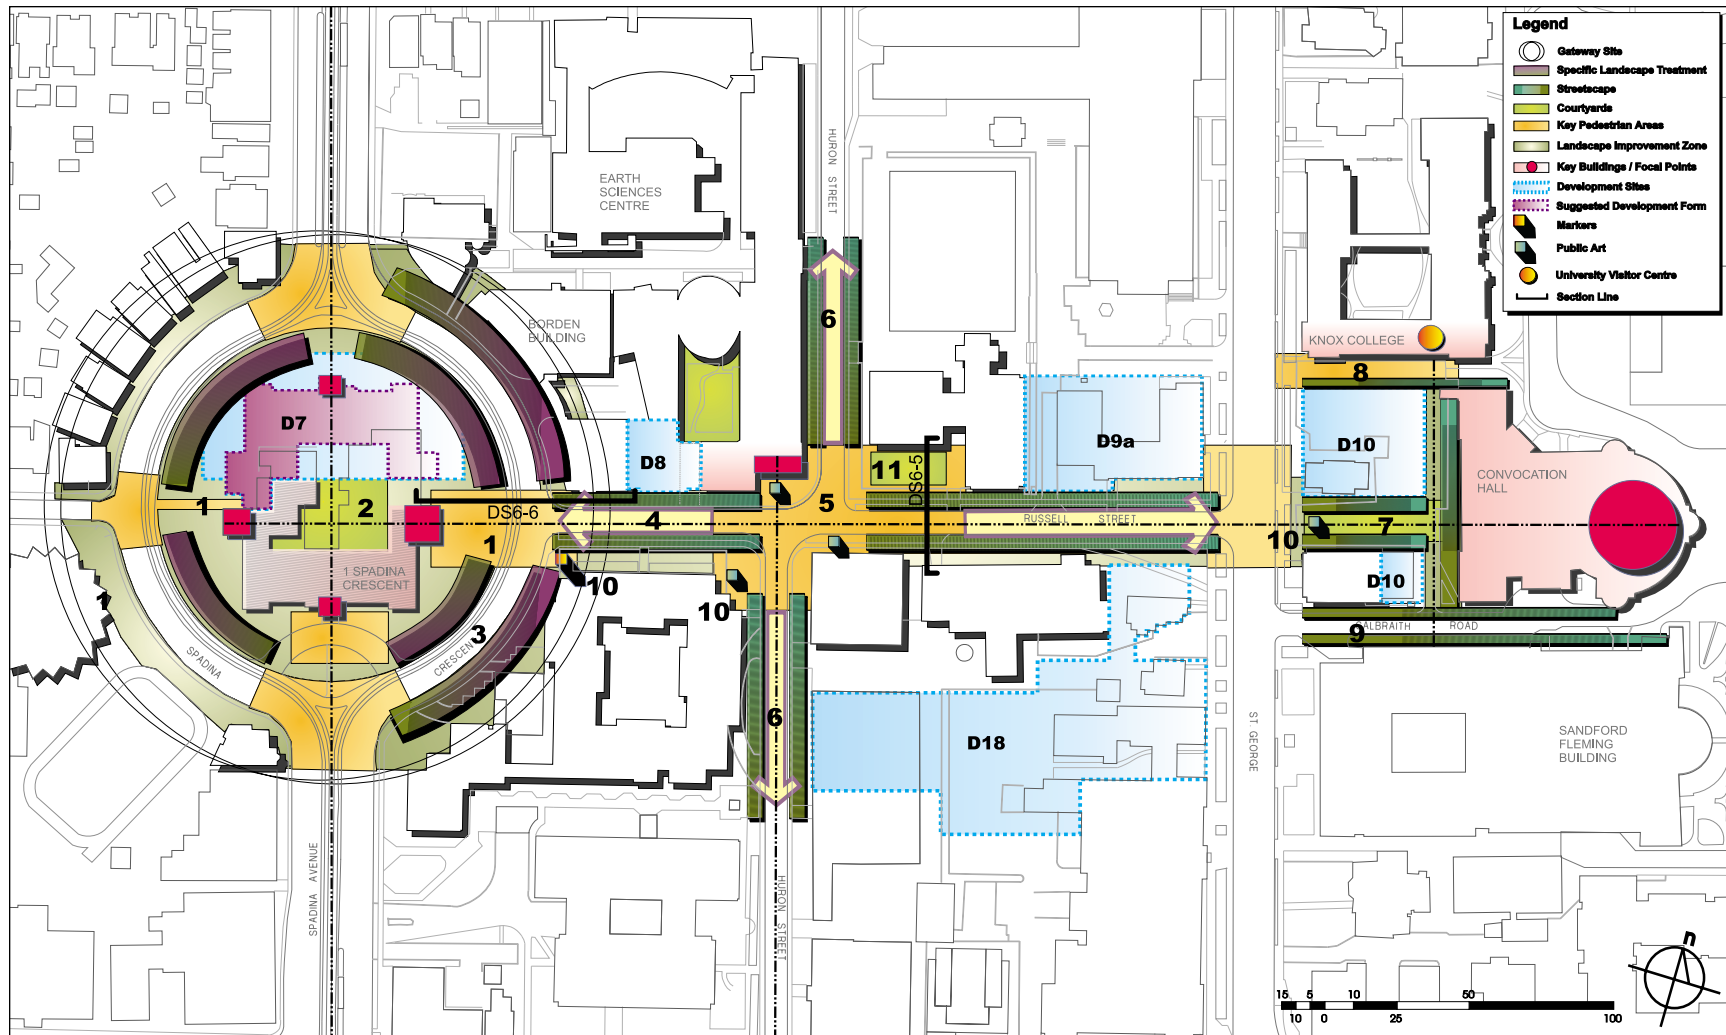 Legend
Gateway Site
Specific Landscape Treatment
Streetscape
Courtyards
Key Pedestrian Areas
Landscape Improvement Zone
Key Buildings / Focal Points
Development Sites
Suggested Development Form
Markers
Public Art
University Visitor Centre
Section Line
HURON STREET
EARTH
SCIENCES
CENTRE
BORDEN
BUILDING
6
KNOX COLLEGE
8
D7
D8
11
DS6-5
D9a
D10
CONVOCATION
HALL
1
2
DS6-6
1
4
5
RUSSELL STREET
10
7
1 SPADINA
CRESCENT
10
10
D10
1
3
SPADINA
CRESCENT
9
GALBRAITH ROAD
6
D18
ST GEORGE
SANDFORD
FLEMING
BUILDING
SPADINA AVENUE
HURON STREET
n
15 5 10 50
10 0 25 100